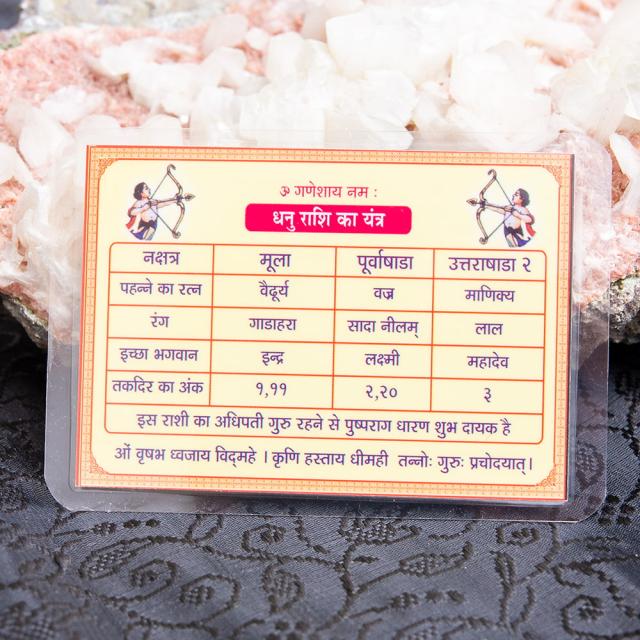 ॐ गणेशाय नम :
धनु राशि का यंत्र
नक्षत्र मूला पूर्वाषाडा उत्तराषाडा २
पहन्ने का रत्न वैदूर्य वज्र माणिक्य
रंग गाडाहरा सादा नीलम् लाल
इच्छा भगवान इन्द्र लक्ष्मी महादेव
तकदिर का अंक १,११ २,२० ३
इस राशी का अधिपती गुरु रहने से पुष्पराग धारण शुभ दायक है
ओं वृषभ ध्वजाय विद्महे । कृणि हस्ताय धीमही तन्नोः गुरुः प्रचोदयात् ।